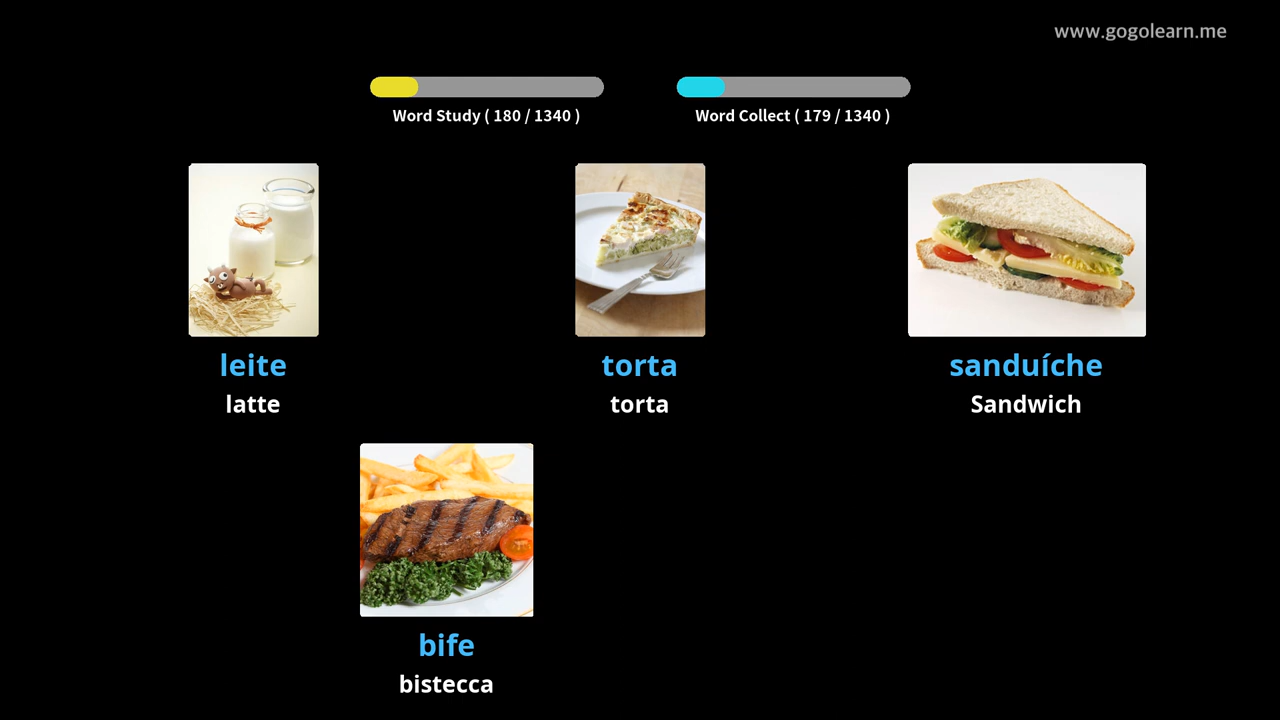 www.gogolearn.me
Word Study ( 180 / 1340 )
Word Collect ( 179 / 1340 )
leite
latte
torta
torta
sanduíche
Sandwich
bife
bistecca